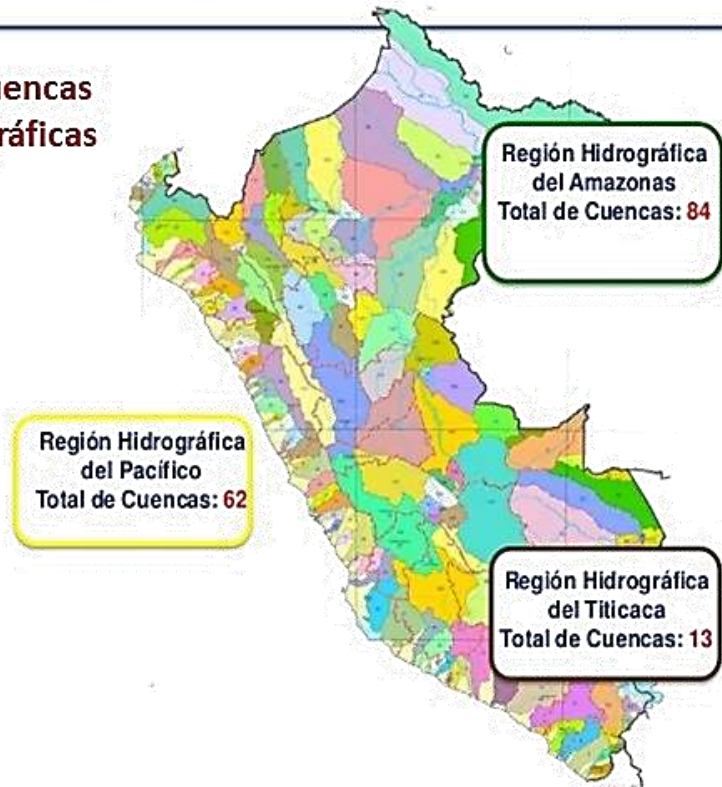 uencas
ráficas
Región Hidrográfica
del Amazonas
Total de Cuencas: 84
Región Hidrográfica
del Pacífico
Total de Cuencas: 62
Región Hidrográfica
del Titicaca
Total de Cuencas: 13